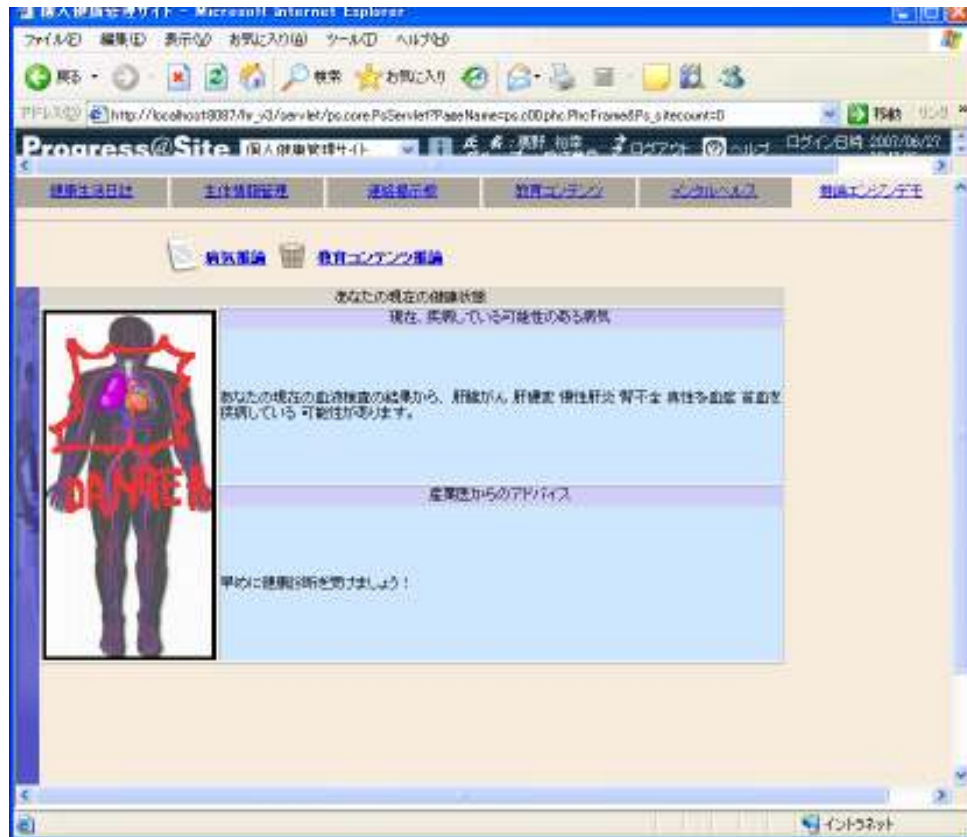 個人健康管理サイト - Microsoft Internet Explorer
ファイル(F) 編集(E) 表示(V) お気に入り(A) ツール(T) ヘルプ(H)
戻る 検索 お気に入り
アドレス(D) http://localhost:8087/hr_v3/servlet/ps.core.PsServlet?PageName=ps.c00.phc.PhcFrame&Ps_sitecount=0 移動 リンク
Progress@Site 個人健康管理サイト ログアウト ヘルプ ログイン日時 2007/06/27
健康生活日誌 主体情報管理 連絡掲示板 教育コンテンツ メンタルヘルス 推論エンジンデモ
病気推論 教育コンテンツ推論
あなたの現在の健康状態
現在、疾病している可能性のある病気
あなたの現在の血液検査の結果から、肝臓がん 肝硬変 慢性肝炎 腎不全 真性多血症 貧血を
疾病している 可能性があります。
DANGER
産業医からのアドバイス
早めに健康診断を受けましょう！
イントラネット